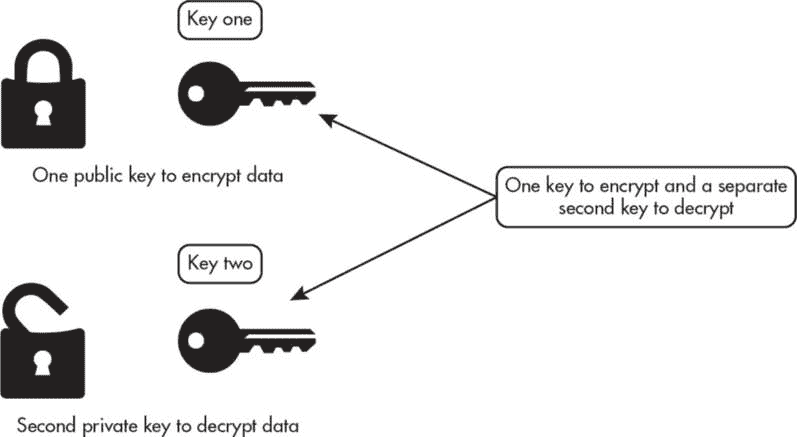 Key one
One public key to encrypt data
One key to encrypt and a separate
second key to decrypt
Key two
Second private key to decrypt data